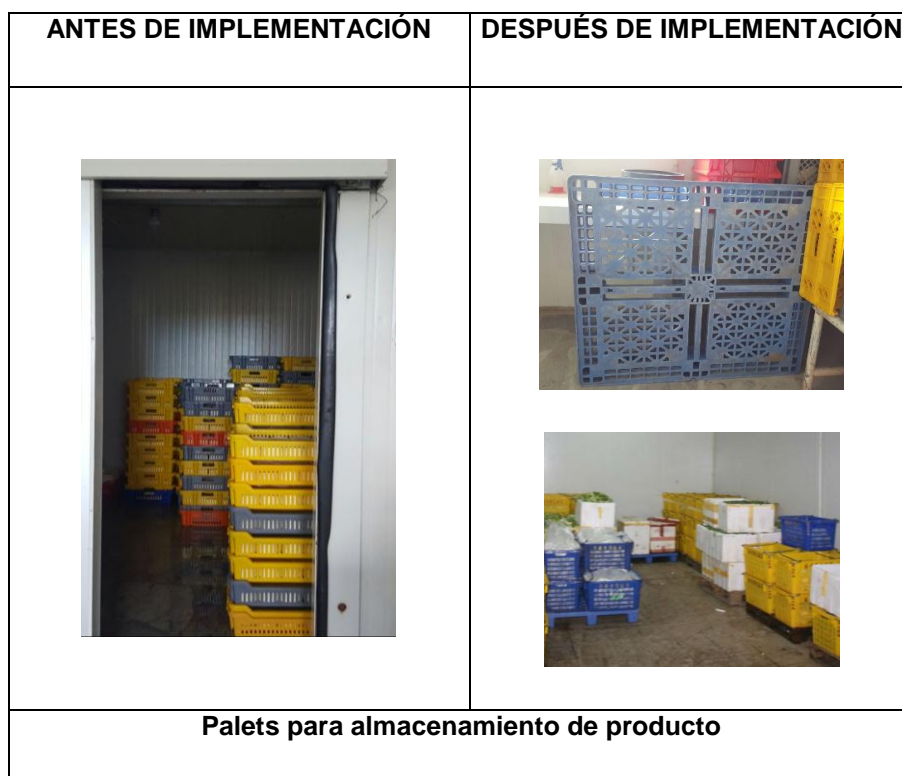 ANTES DE IMPLEMENTACIÓN
DESPUÉS DE IMPLEMENTACIÓN
Palets para almacenamiento de producto